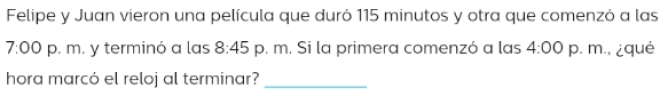 Felipe y Juan vieron una película que duró 115 minutos y otra que comenzó a las
7:00 p. m. y terminó a las 8:45 p. m. Si la primera comenzó a las 4:00 p. m., ¿qué
hora marcó el reloj al terminar?